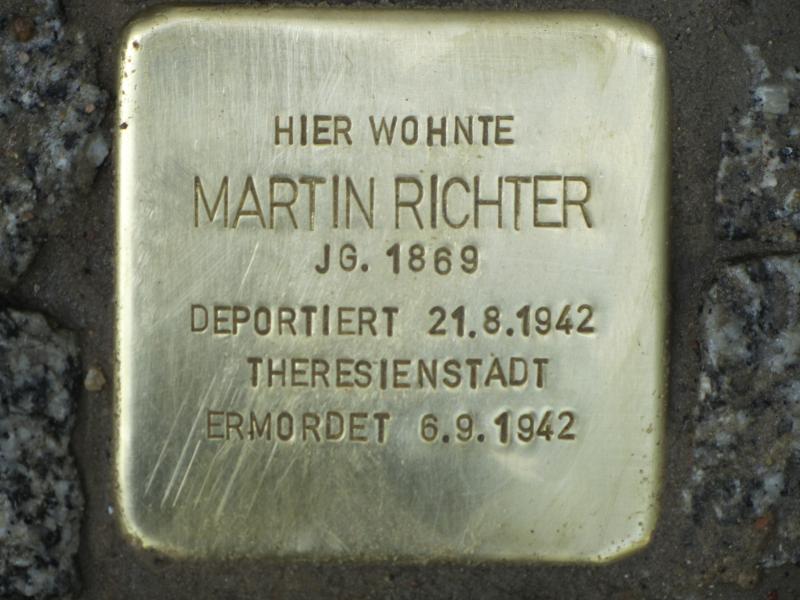 HIER WOHNTE
MARTIN RICHTER
JG. 1869
DEPORTIERT 21.8.1942
THERESIENSTADT
ERMORDET 6.9.1942